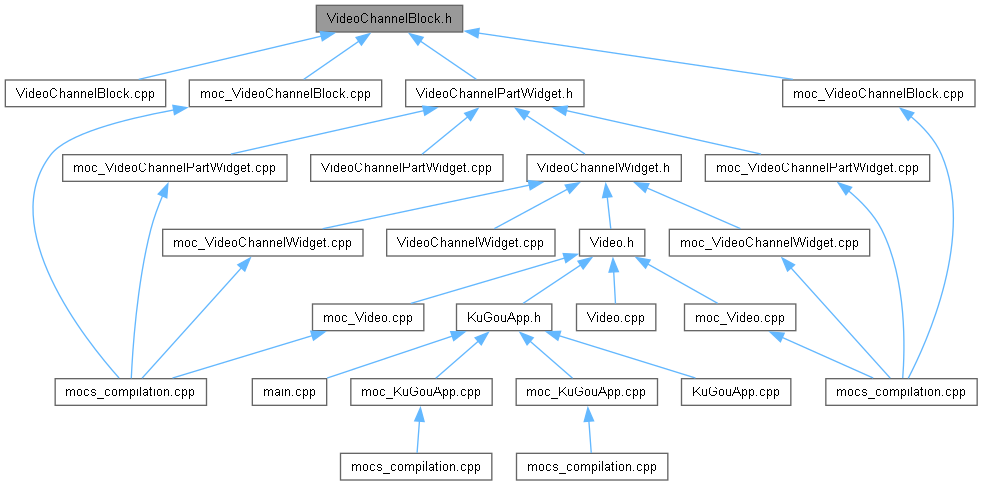 VideoChannelBlock.h
VideoChannelBlock.cpp
moc_VideoChannelBlock.cpp
VideoChannelPartWidget.h
moc_VideoChannelBlock.cpp
moc_VideoChannelPartWidget.cpp
VideoChannelPartWidget.cpp
VideoChannelWidget.h
moc_VideoChannelPartWidget.cpp
moc_VideoChannelWidget.cpp
VideoChannelWidget.cpp
Video.h
moc_VideoChannelWidget.cpp
moc_Video.cpp
KuGouApp.h
Video.cpp
moc_Video.cpp
mocs_compilation.cpp
main.cpp
moc_KuGouApp.cpp
moc_KuGouApp.cpp
KuGouApp.cpp
mocs_compilation.cpp
mocs_compilation.cpp
mocs_compilation.cpp